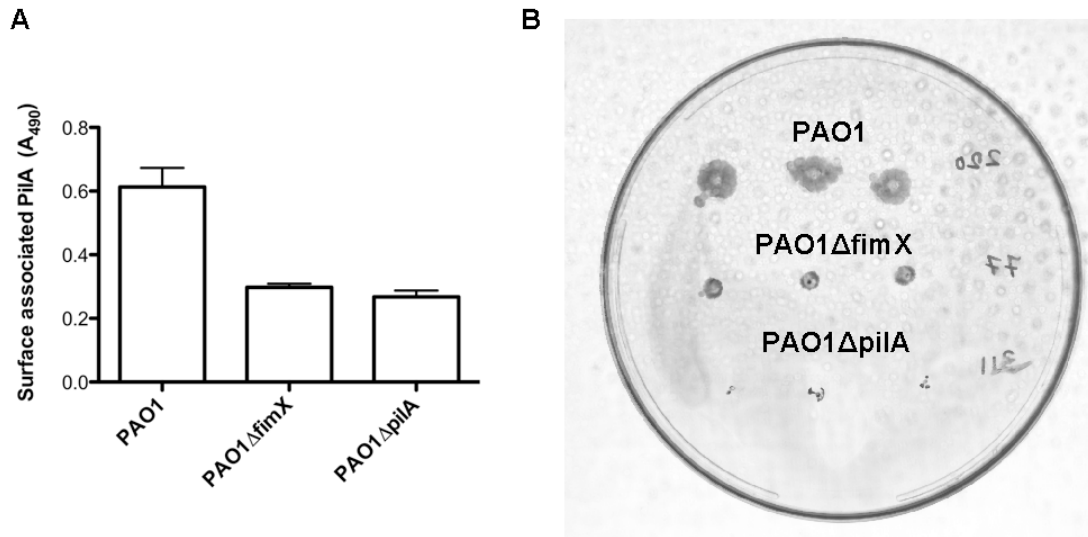 A
Surface associated PilA (A490)
0.8
0.6
0.4
0.2
0.0
PAO1
PAO1ΔfimX
PAO1ΔpilA
B
PAO1
220
PAO1ΔfimX
77
PAO1ΔpilA